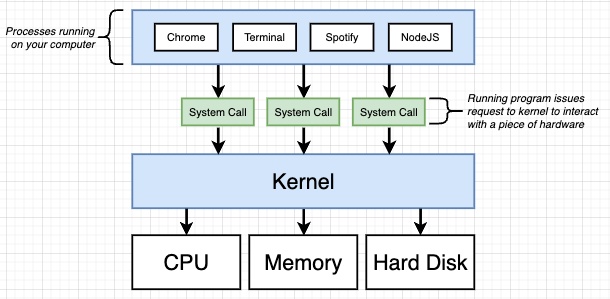 Processes running
on your computer
Chrome
Terminal
Spotify
NodeJS
System Call
System Call
System Call
Running program issues
request to kernel to interact
with a piece of hardware
Kernel
CPU
Memory
Hard Disk